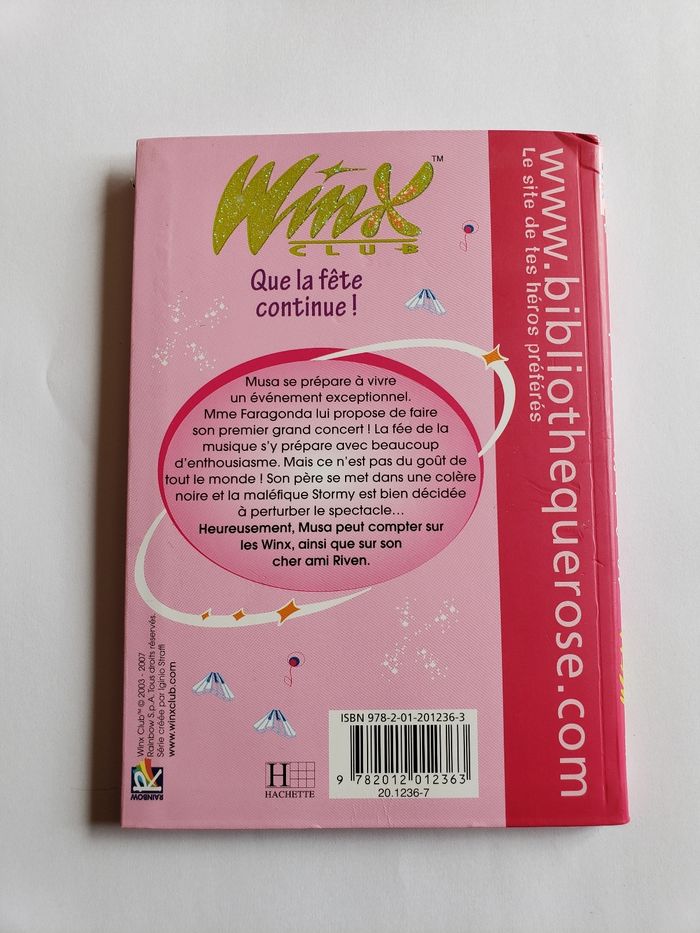 Winx™
CLUB
Que la fête
continue !
Musa se prépare à vivre
un événement exceptionnel.
Mme Faragonda lui propose de faire
son premier grand concert ! La fée de la
musique s'y prépare avec beaucoup
d'enthousiasme. Mais ce n'est pas du goût de
tout le monde ! Son père se met dans une colère
noire et la maléfique Stormy est bien décidée
à perturber le spectacle…
Heureusement, Musa peut compter sur
les Winx, ainsi que sur son
cher ami Riven.
www.bibliothequerose.com
Le site de tes héros préférés
Winx Club™ © 2003 - 2007
Rainbow S.p.A. Tous droits réservés.
Série créée par Iginio Straffi
www.winxclub.com
RAINBOW
H
HACHETTE
ISBN 978-2-01-201236-3
9 782012 012363
20.1236-7